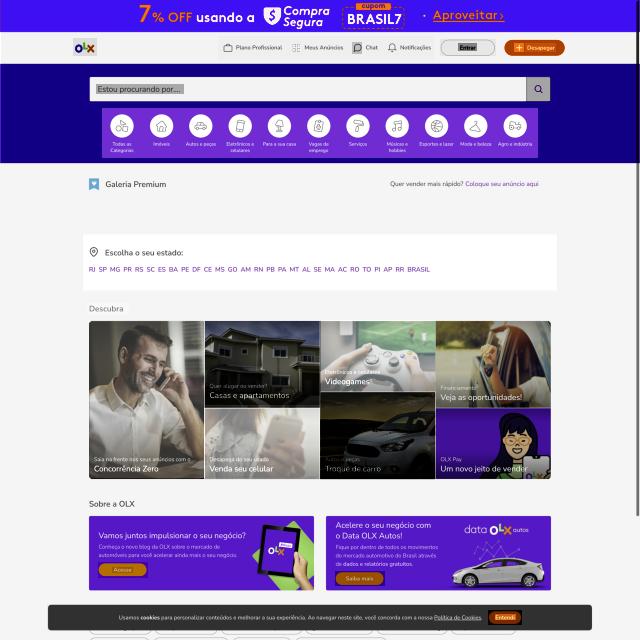 7% OFF usando a Compra Segura cupom BRASIL7 · Aproveitar ›
OLX
Plano Profissional Meus Anúncios Chat Notificações Entrar Desapegar
Estou procurando por...
Todas as Categorias
Imóveis
Autos e peças
Eletrônicos e celulares
Para a sua casa
Vagas de emprego
Serviços
Músicas e hobbies
Esportes e lazer
Moda e beleza
Agro e indústria
Galeria Premium
Quer vender mais rápido? Coloque seu anúncio aqui
Escolha o seu estado:
RJ SP MG PR RS SC ES BA PE DF CE MS GO AM RN PB PA MT AL SE MA AC RO TO PI AP RR BRASIL
Descubra
Saia na frente nos seus anúncios com o
Concorrência Zero
Quer alugar ou vender?
Casas e apartamentos
Eletrônicos e celulares
Videogames!
Financiamento?
Veja as oportunidades!
Desapega do seu usado
Venda seu celular
Autos e peças
Troque de carro
OLX Pay
Um novo jeito de vender
Sobre a OLX
Vamos juntos impulsionar o seu negócio?
Conheça o novo blog da OLX sobre o mercado de
automóveis para você acelerar ainda mais o seu negócio.
Acesse
OLX
Acelere o seu negócio com
o Data OLX Autos!
Fique por dentro de todos os movimentos
do mercado automotivo do Brasil através
de dados e relatórios gratuitos.
Saiba mais
data OLX autos
Usamos cookies para personalizar conteúdos e melhorar a sua experiência. Ao navegar neste site, você concorda com a nossa Política de Cookies.
Entendi